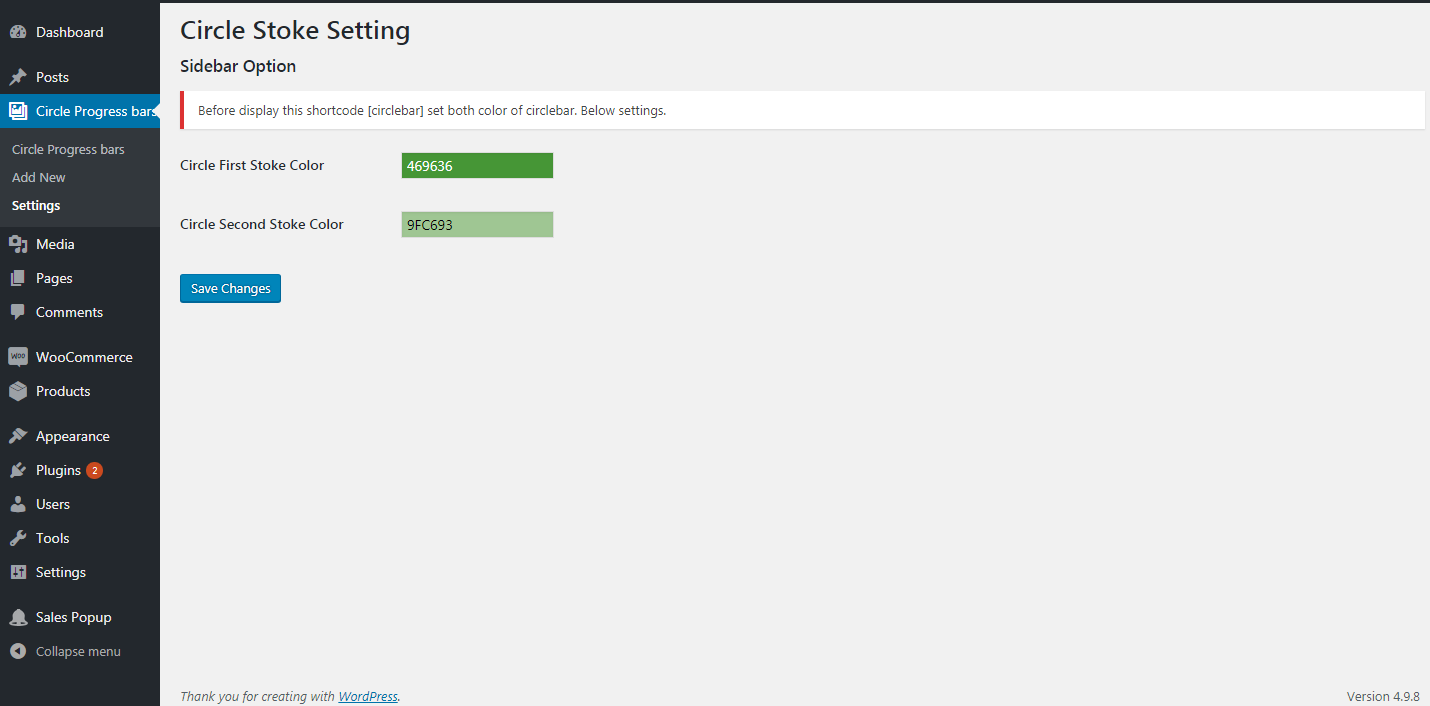 Dashboard
Posts
Circle Progress bars
Circle Progress bars
Add New
Settings
Media
Pages
Comments
WOO WooCommerce
Products
Appearance
Plugins 2
Users
Tools
Settings
Sales Popup
Collapse menu
Circle Stoke Setting
Sidebar Option
Before display this shortcode [circlebar] set both color of circlebar. Below settings.
Circle First Stoke Color 469636
Circle Second Stoke Color 9FC693
Save Changes
Thank you for creating with WordPress. Version 4.9.8